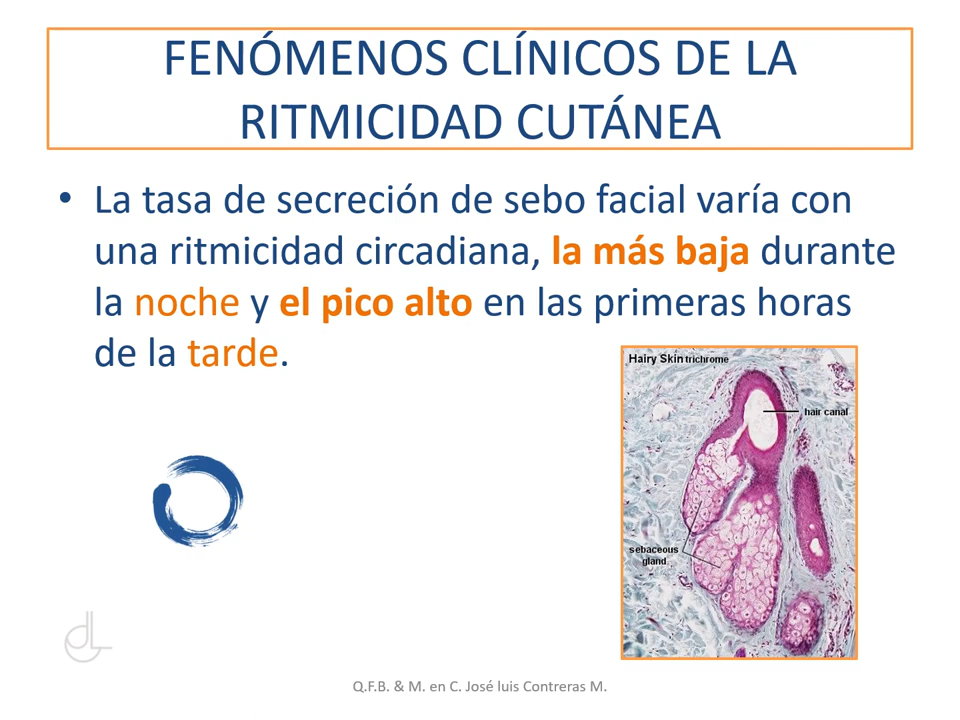 FENÓMENOS CLÍNICOS DE LA
RITMICIDAD CUTÁNEA
• La tasa de secreción de sebo facial varía con
una ritmicidad circadiana, la más baja durante
la noche y el pico alto en las primeras horas
de la tarde.
Hairy Skin trichrome
hair canal
sebaceous
gland
dL
Q.F.B. & M. en C. José luis Contreras M.